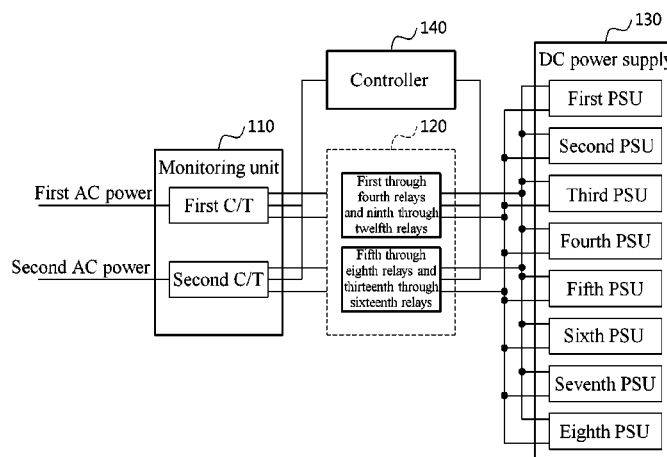 130
140
DC power supply
Controller
First PSU
110
120
Second PSU
Monitoring unit
First AC power
First C/T
First through
fourth relays
and ninth through
twelfth relays
Third PSU
Fourth PSU
Second AC power
Second C/T
Fifth through
eighth relays and
thirteenth through
sixteenth relays
Fifth PSU
Sixth PSU
Seventh PSU
Eighth PSU